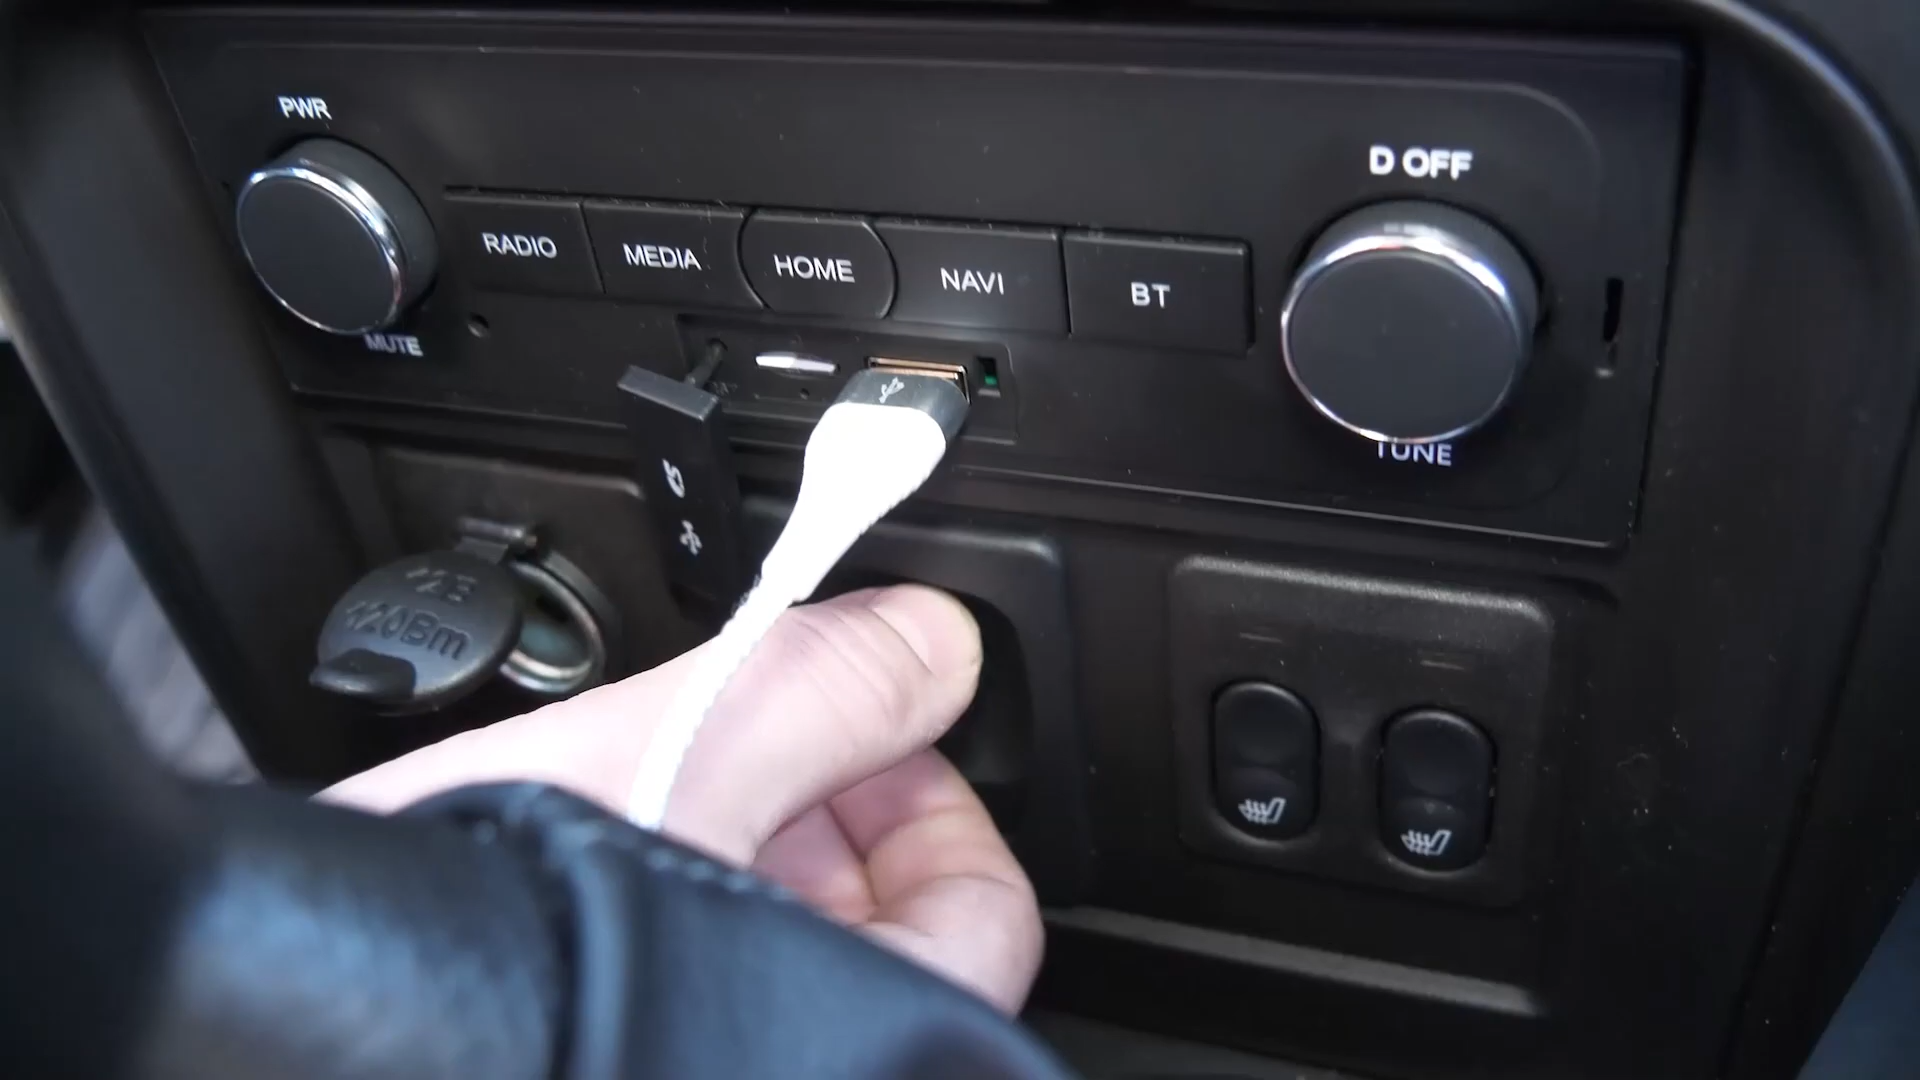 PWR
D OFF
RADIO
MEDIA
HOME
NAVI
BT
MUTE
TUNE